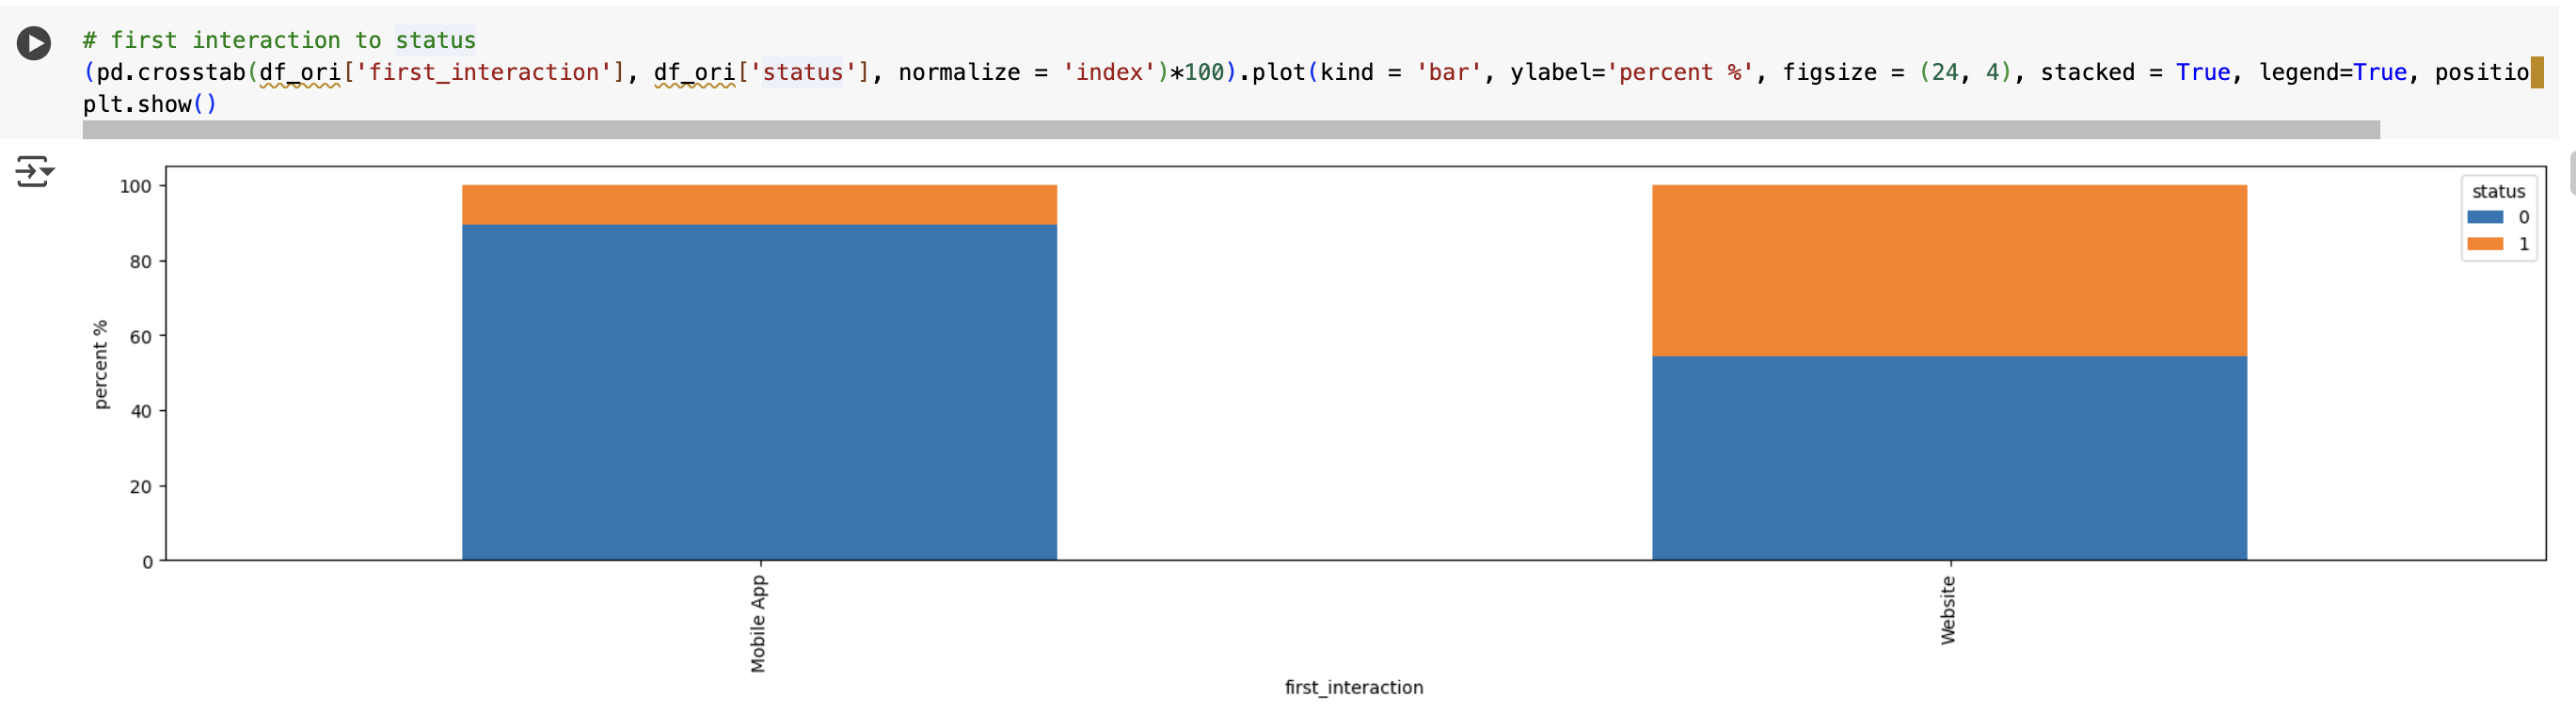 # first interaction to status
(pd.crosstab(df_ori['first_interaction'], df_ori['status'], normalize = 'index')*100).plot(kind = 'bar', ylabel='percent %', figsize = (24, 4), stacked = True, legend=True, positio
plt.show()
status
0
1
100
80
60
40
20
0
percent %
Mobile App
Website
first_interaction